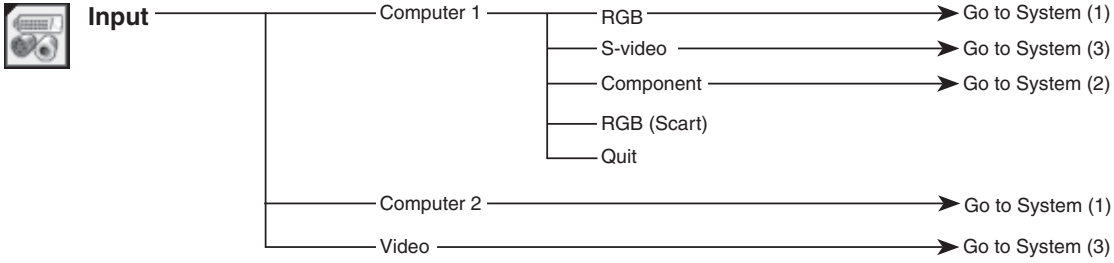 Input
Computer 1
RGB
Go to System (1)
S-video
Go to System (3)
Component
Go to System (2)
RGB (Scart)
Quit
Computer 2
Go to System (1)
Video
Go to System (3)